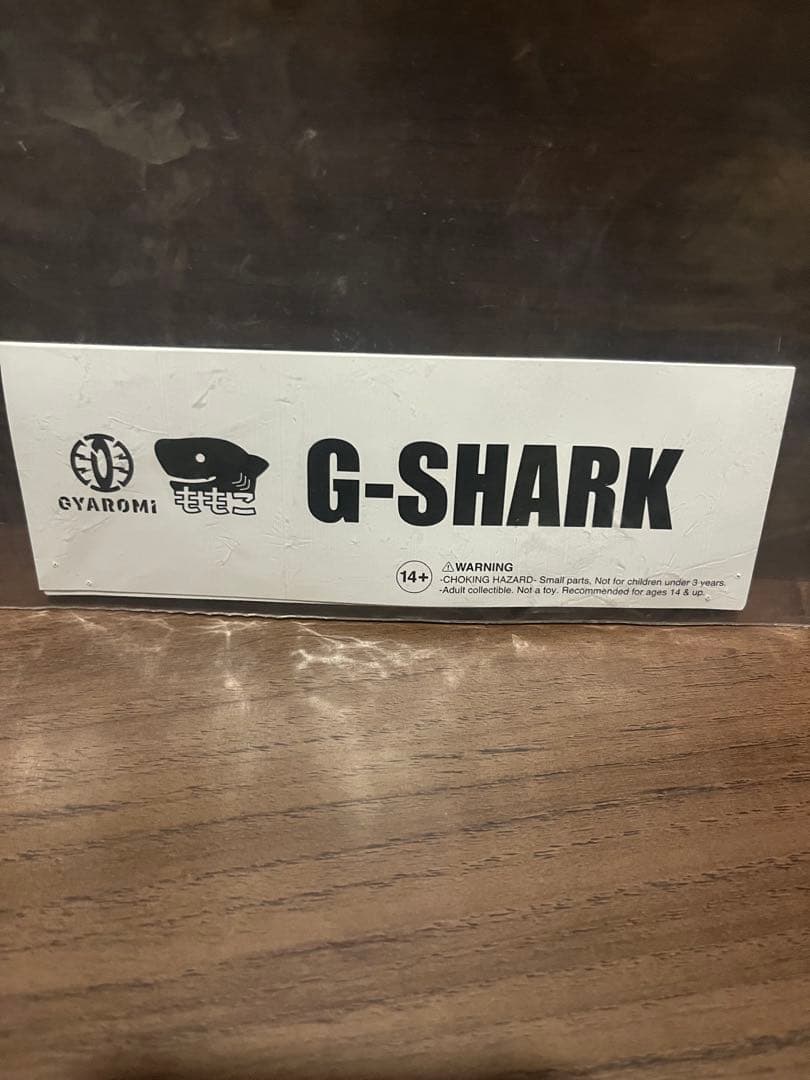 GYAROMi
ももこ
G-SHARK
14+
⚠WARNING
-CHOKING HAZARD- Small parts, Not for children under 3 years.
-Adult collectible. Not a toy. Recommended for ages 14 & up.